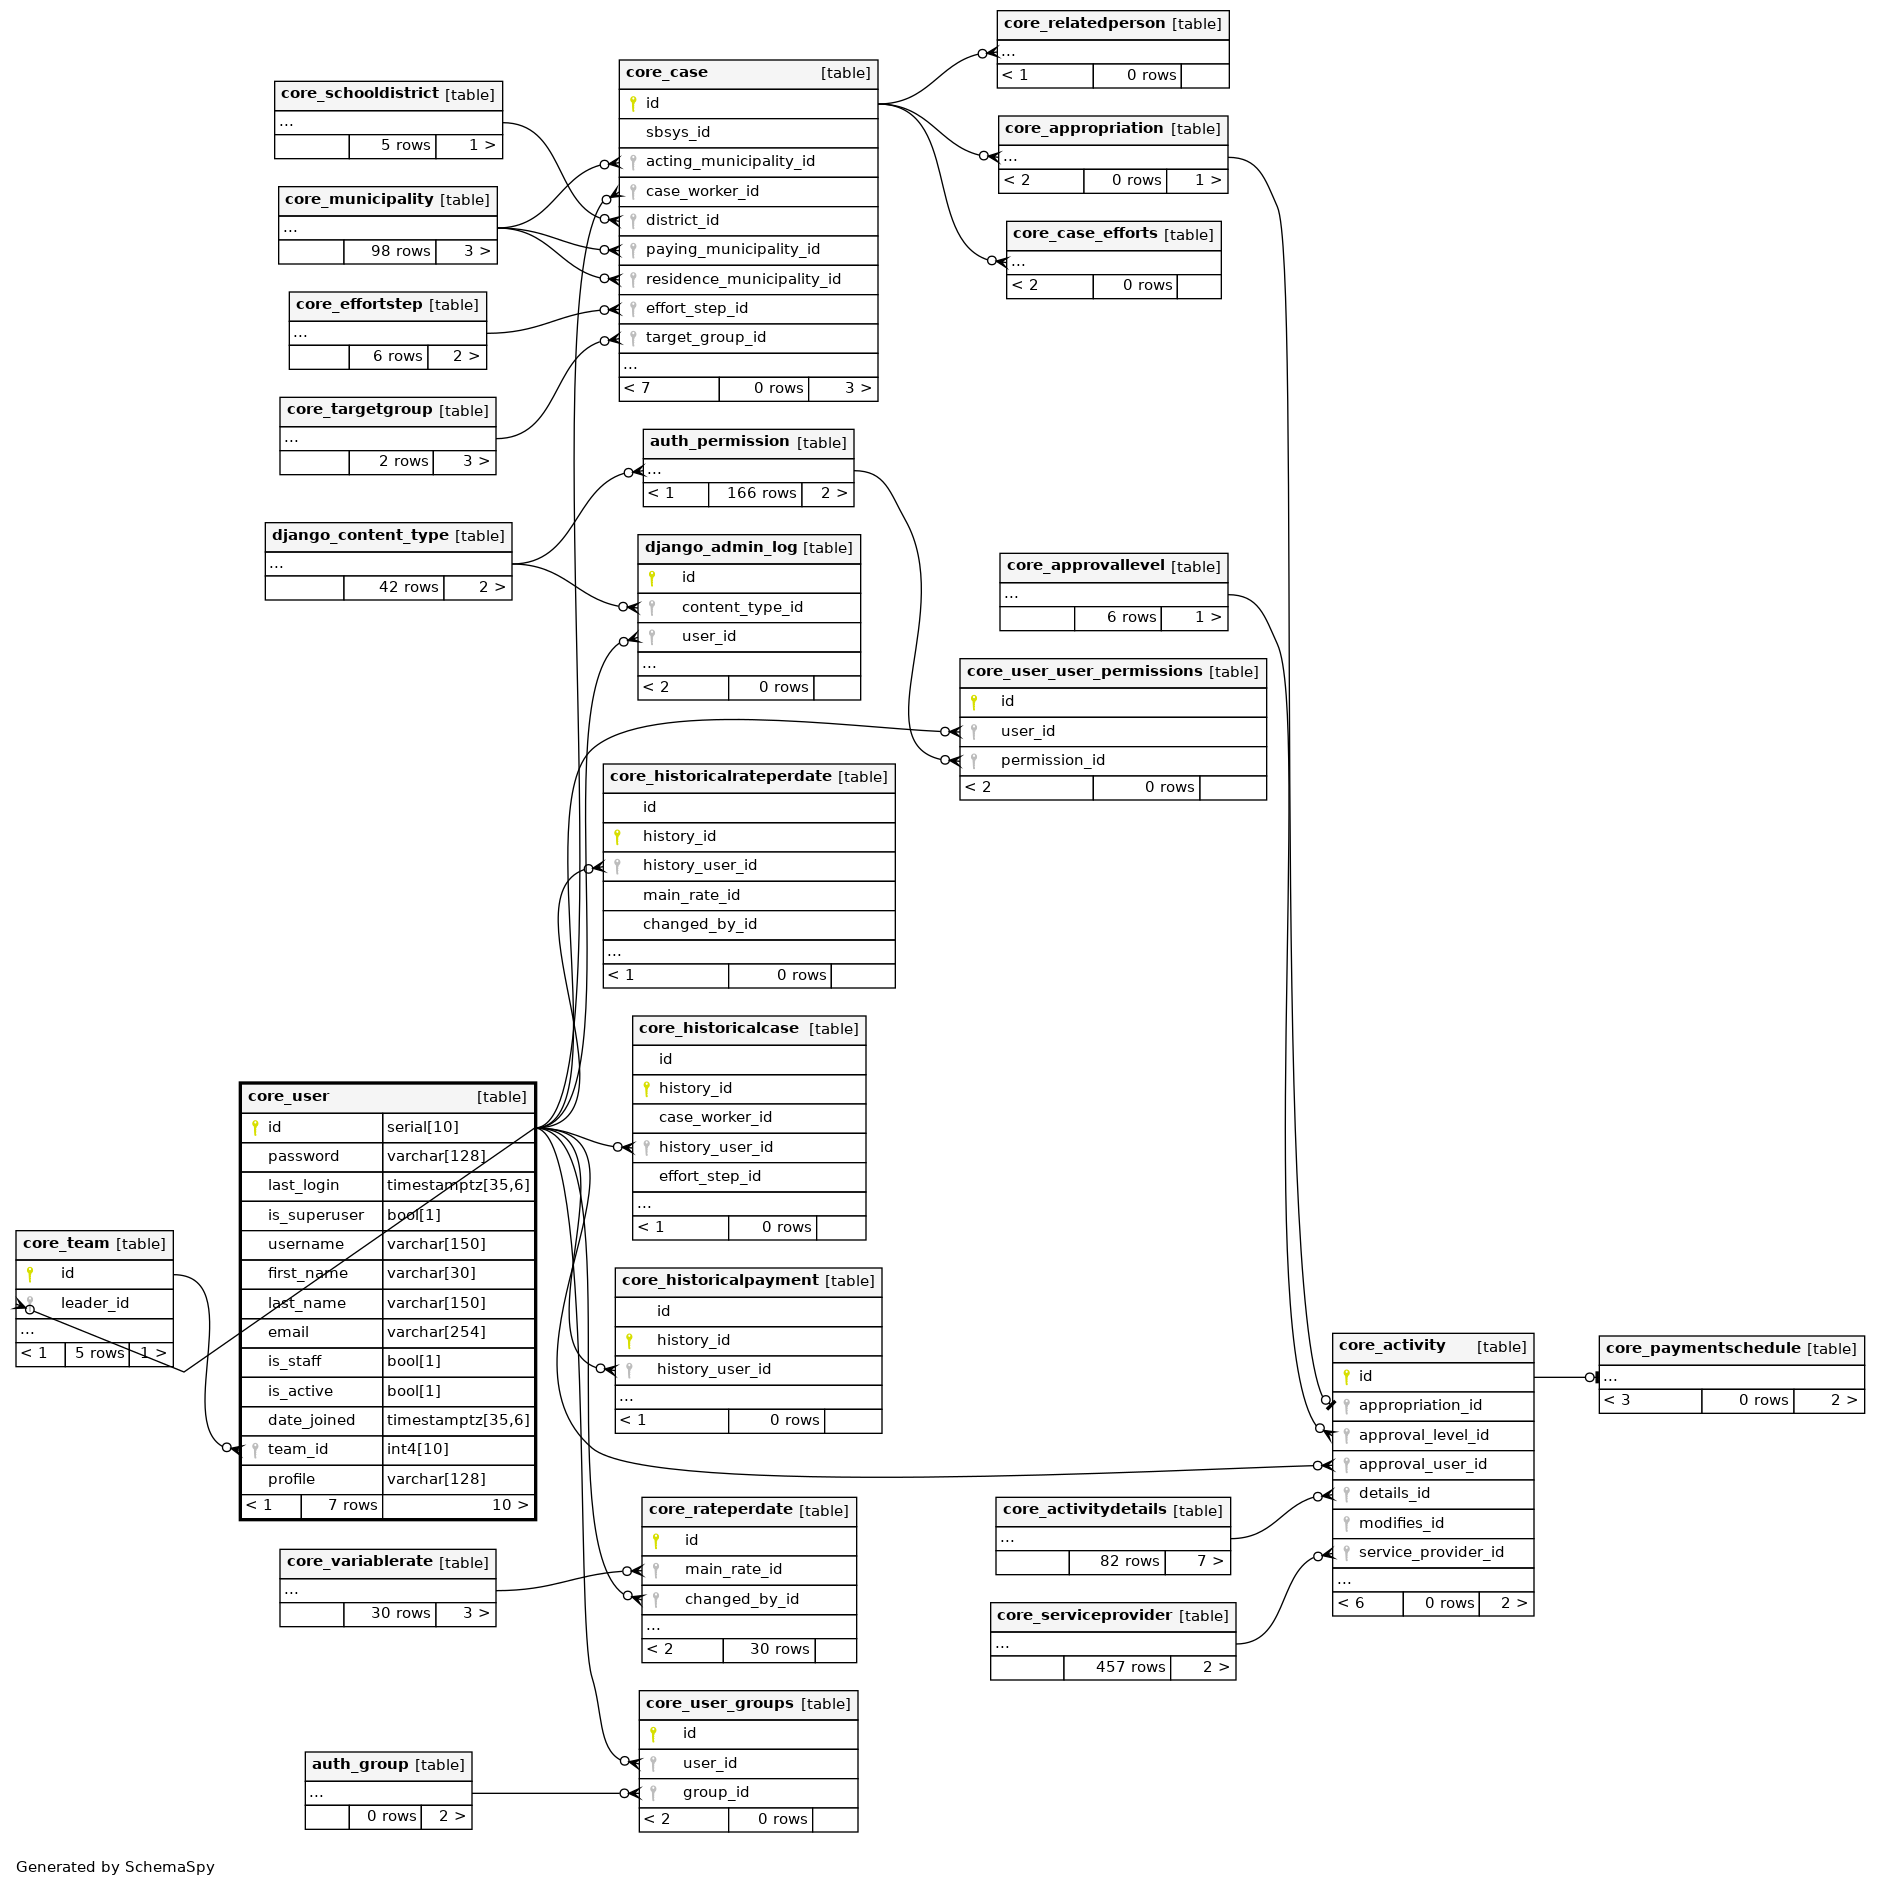 core_relatedperson [table]
...
< 1 0 rows
core_case [table]
id
sbsys_id
acting_municipality_id
case_worker_id
district_id
paying_municipality_id
residence_municipality_id
effort_step_id
target_group_id
...
< 7 0 rows 3 >
core_schooldistrict [table]
...
5 rows 1 >
core_appropriation [table]
...
< 2 0 rows 1 >
core_municipality [table]
...
98 rows 3 >
core_case_efforts [table]
...
< 2 0 rows
core_effortstep [table]
...
6 rows 2 >
core_targetgroup [table]
...
2 rows 3 >
auth_permission [table]
...
< 1 166 rows 2 >
django_content_type [table]
...
42 rows 2 >
django_admin_log [table]
id
content_type_id
user_id
...
< 2 0 rows
core_approvallevel [table]
...
6 rows 1 >
core_user_user_permissions [table]
id
user_id
permission_id
< 2 0 rows
core_historicalrateperdate [table]
id
history_id
history_user_id
main_rate_id
changed_by_id
...
< 1 0 rows
core_historicalcase [table]
id
history_id
case_worker_id
history_user_id
effort_step_id
...
< 1 0 rows
core_user [table]
id serial[10]
password varchar[128]
last_login timestamptz[35,6]
is_superuser bool[1]
username varchar[150]
first_name varchar[30]
last_name varchar[150]
email varchar[254]
is_staff bool[1]
is_active bool[1]
date_joined timestamptz[35,6]
team_id int4[10]
profile varchar[128]
< 1 7 rows 10 >
core_team [table]
id
leader_id
...
< 1 5 rows 1 >
core_historicalpayment [table]
id
history_id
history_user_id
...
< 1 0 rows
core_activity [table]
id
appropriation_id
approval_level_id
approval_user_id
details_id
modifies_id
service_provider_id
...
< 6 0 rows 2 >
core_paymentschedule [table]
...
< 3 0 rows 2 >
core_rateperdate [table]
id
main_rate_id
changed_by_id
...
< 2 30 rows
core_activitydetails [table]
...
82 rows 7 >
core_variablerate [table]
...
30 rows 3 >
core_serviceprovider [table]
...
457 rows 2 >
core_user_groups [table]
id
user_id
group_id
< 2 0 rows
auth_group [table]
...
0 rows 2 >
Generated by SchemaSpy